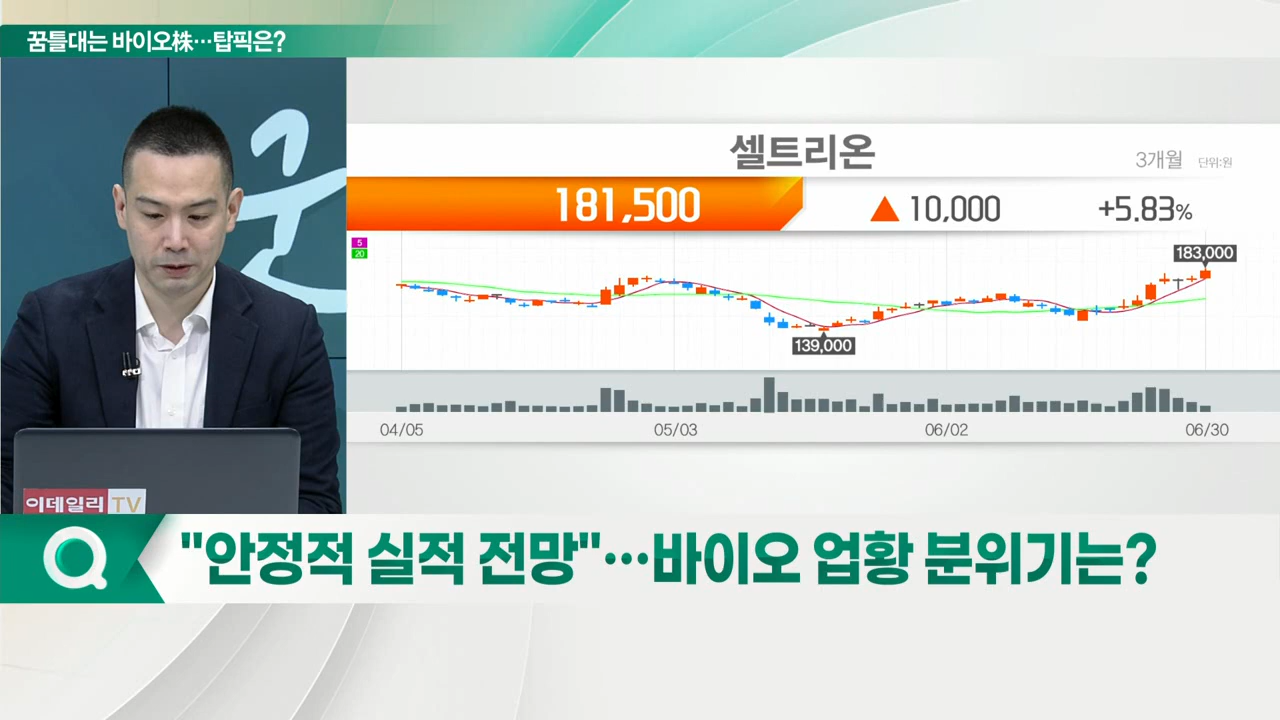 꿈틀대는 바이오株…탑픽은?
셀트리온
3개월 단위:원
181,500 ▲ 10,000 +5.83%
5
20
183,000
139,000
04/05 05/03 06/02 06/30
이데일리 TV
"안정적 실적 전망"…바이오 업황 분위기는?